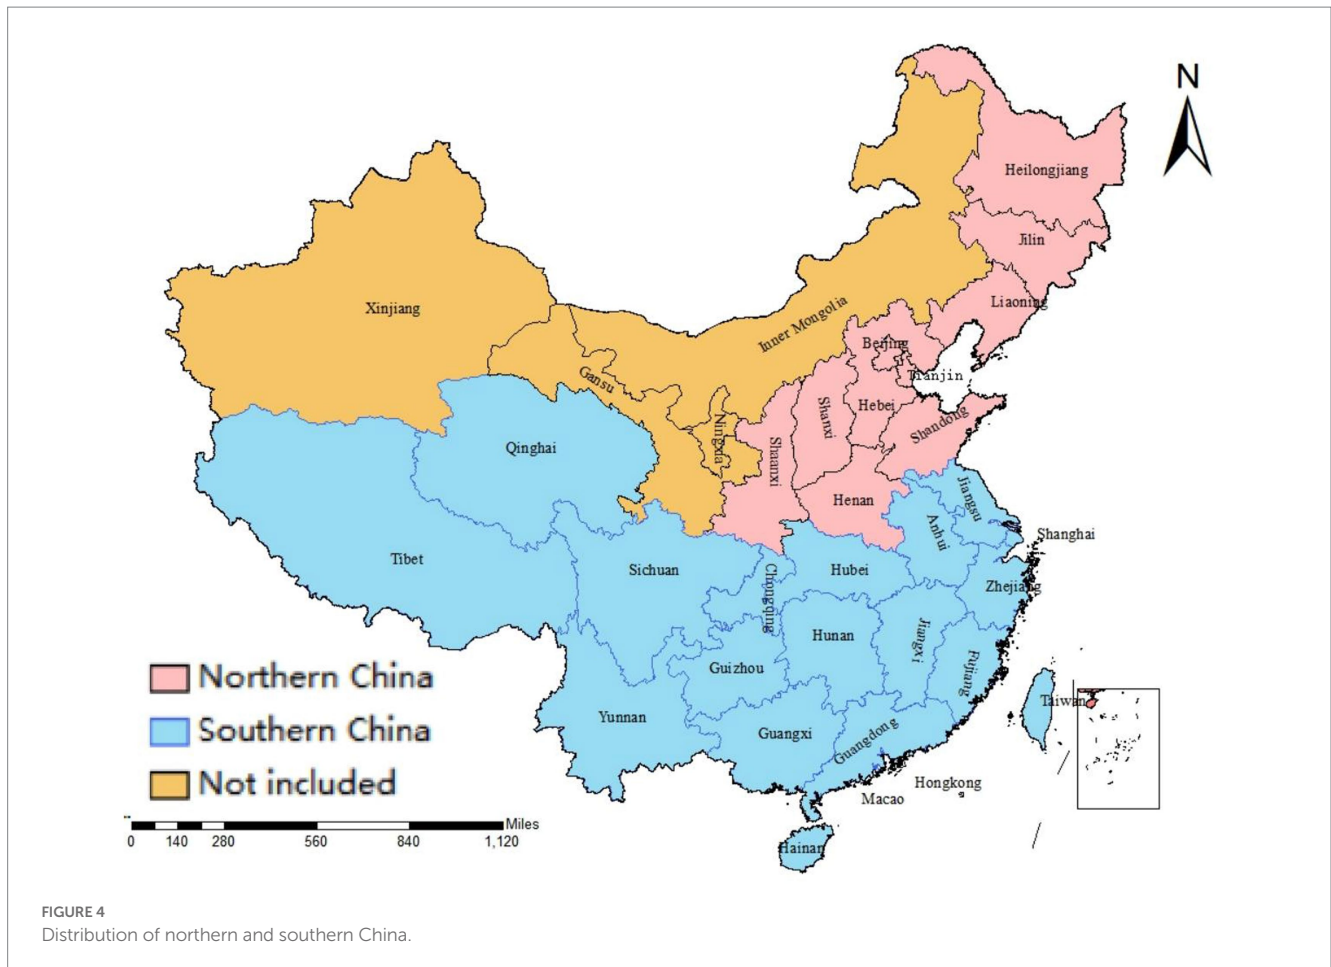 N
Heilongjiang
Jilin
Liaoning
Xinjiang
Inner Mongolia
Beijing
Tianjin
Gansu
Hebei
Shanxi
Shandong
Ningxia
Shaanxi
Qinghai
Henan
Jiangsu
Anhui
Shanghai
Tibet
Sichuan
Chongqing
Hubei
Zhejiang
Hunan
Jiangxi
Guizhou
Fujiang
Northern China
Yunnan
Taiwan
Southern China
Guangxi
Guangdong
Not included
Hongkong
Macao
Miles
0 140 280 560 840 1,120
Hainan
FIGURE 4
Distribution of northern and southern China.